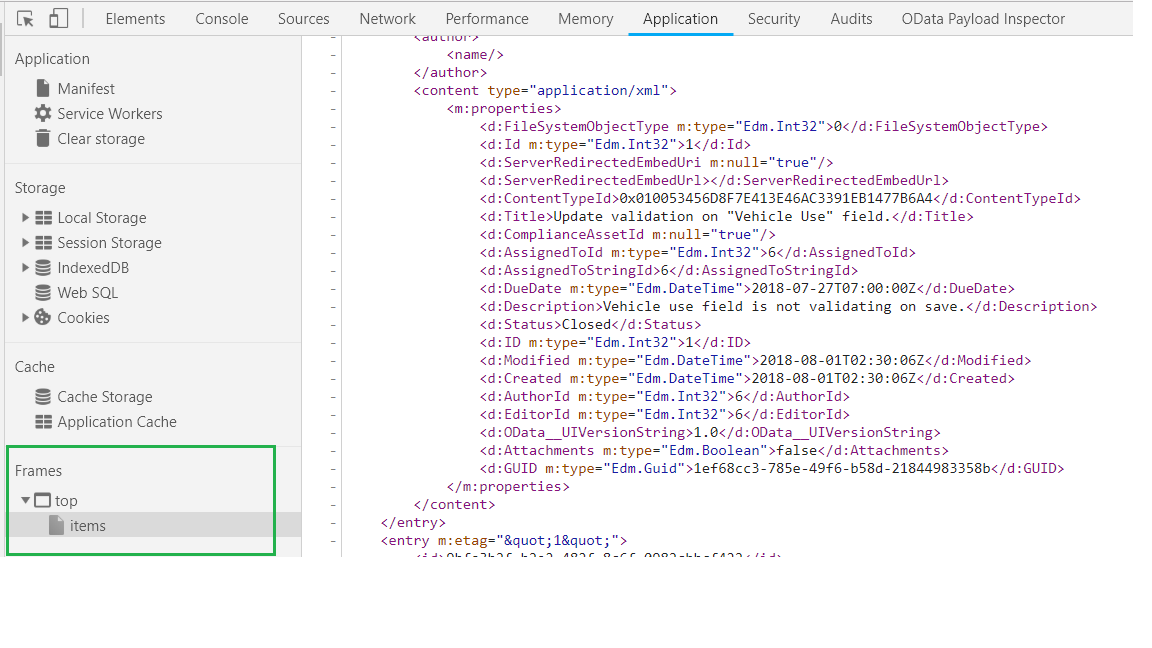 Elements Console Sources Network Performance Memory Application Security Audits OData Payload Inspector
Application
Manifest
Service Workers
Clear storage
Storage
Local Storage
Session Storage
IndexedDB
Web SQL
Cookies
Cache
Cache Storage
Application Cache
Frames
top
items
<author>
<name/>
</author>
<content type="application/xml">
<m:properties>
<d:FileSystemObjectType m:type="Edm.Int32">0</d:FileSystemObjectType>
<d:Id m:type="Edm.Int32">1</d:Id>
<d:ServerRedirectedEmbedUri m:null="true"/>
<d:ServerRedirectedEmbedUrl></d:ServerRedirectedEmbedUrl>
<d:ContentTypeId>0x010053456D8F7E413E46AC3391EB1477B6A4</d:ContentTypeId>
<d:Title>Update validation on "Vehicle Use" field.</d:Title>
<d:ComplianceAssetId m:null="true"/>
<d:AssignedToId m:type="Edm.Int32">6</d:AssignedToId>
<d:AssignedToStringId>6</d:AssignedToStringId>
<d:DueDate m:type="Edm.DateTime">2018-07-27T07:00:00Z</d:DueDate>
<d:Description>Vehicle use field is not validating on save.</d:Description>
<d:Status>Closed</d:Status>
<d:ID m:type="Edm.Int32">1</d:ID>
<d:Modified m:type="Edm.DateTime">2018-08-01T02:30:06Z</d:Modified>
<d:Created m:type="Edm.DateTime">2018-08-01T02:30:06Z</d:Created>
<d:AuthorId m:type="Edm.Int32">6</d:AuthorId>
<d:EditorId m:type="Edm.Int32">6</d:EditorId>
<d:OData__UIVersionString>1.0</d:OData__UIVersionString>
<d:Attachments m:type="Edm.Boolean">false</d:Attachments>
<d:GUID m:type="Edm.Guid">1ef68cc3-785e-49f6-b58d-21844983358b</d:GUID>
</m:properties>
</content>
</entry>
<entry m:etag="&quot;1&quot;">